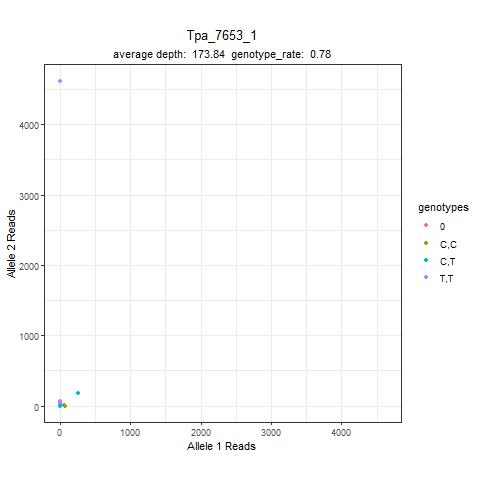 Tpa_7653_1
average depth:  173.84  genotype_rate:  0.78
4000
3000
2000
1000
0
Allele 2 Reads
0 1000 2000 3000 4000
Allele 1 Reads
genotypes
0
C,C
C,T
T,T